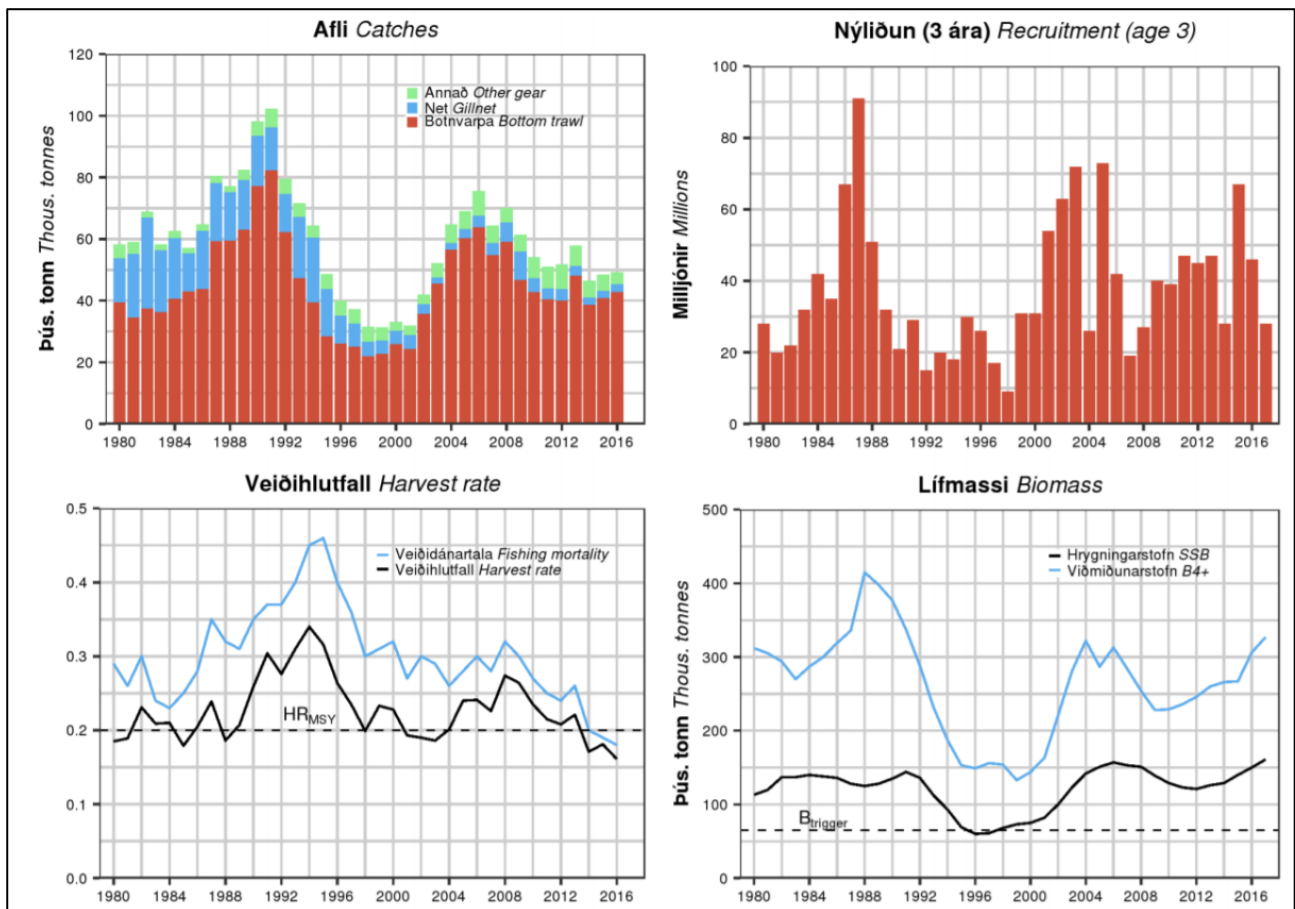 Afli Catches
Þús. tonn Thous. tonnes
120
100
80
60
40
20
0
Annað Other gear
Net Gillnet
Botnvarpa Bottom trawl
1980 1984 1988 1992 1996 2000 2004 2008 2012 2016
Nýliðun (3 ára) Recruitment (age 3)
Milljónir Millions
100
80
60
40
20
0
1980 1984 1988 1992 1996 2000 2004 2008 2012 2016
Veiðihlutfall Harvest rate
0.5
0.4
0.3
0.2
0.1
0.0
Veiðidánartala Fishing mortality
Veiðihlutfall Harvest rate
HRMSY
1980 1984 1988 1992 1996 2000 2004 2008 2012 2016
Lífmassi Biomass
Þús. tonn Thous. tonnes
500
400
300
200
100
0
Hrygningarstofn SSB
Viðmiðunarstofn B4+
Btrigger
1980 1984 1988 1992 1996 2000 2004 2008 2012 2016